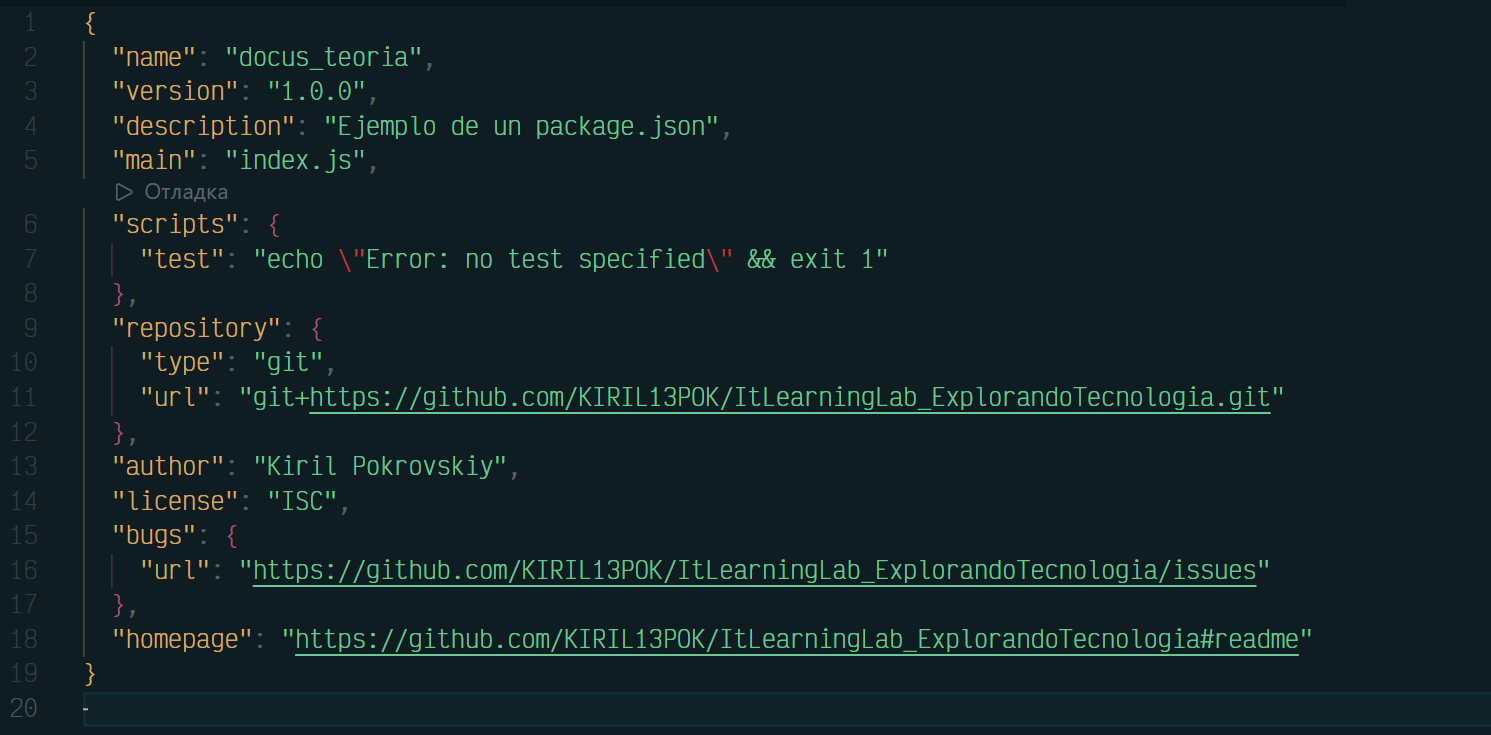 1 {
2 "name": "docus_teoria",
3 "version": "1.0.0",
4 "description": "Ejemplo de un package.json",
5 "main": "index.js",
Отладка
6 "scripts": {
7 "test": "echo \"Error: no test specified\" && exit 1"
8 },
9 "repository": {
10 "type": "git",
11 "url": "git+https://github.com/KIRIL13POK/ItLearningLab_ExplorandoTecnologia.git"
12 },
13 "author": "Kiril Pokrovskiy",
14 "license": "ISC",
15 "bugs": {
16 "url": "https://github.com/KIRIL13POK/ItLearningLab_ExplorandoTecnologia/issues"
17 },
18 "homepage": "https://github.com/KIRIL13POK/ItLearningLab_ExplorandoTecnologia#readme"
19 }
20